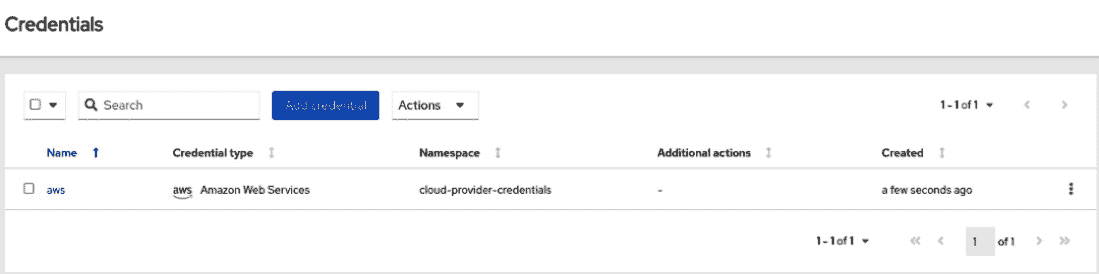 Credentials
Search Add credential Actions 1-1 of 1
Name Credential type Namespace Additional actions Created
aws aws Amazon Web Services cloud-provider-credentials - a few seconds ago
1-1 of 1 1 of 1